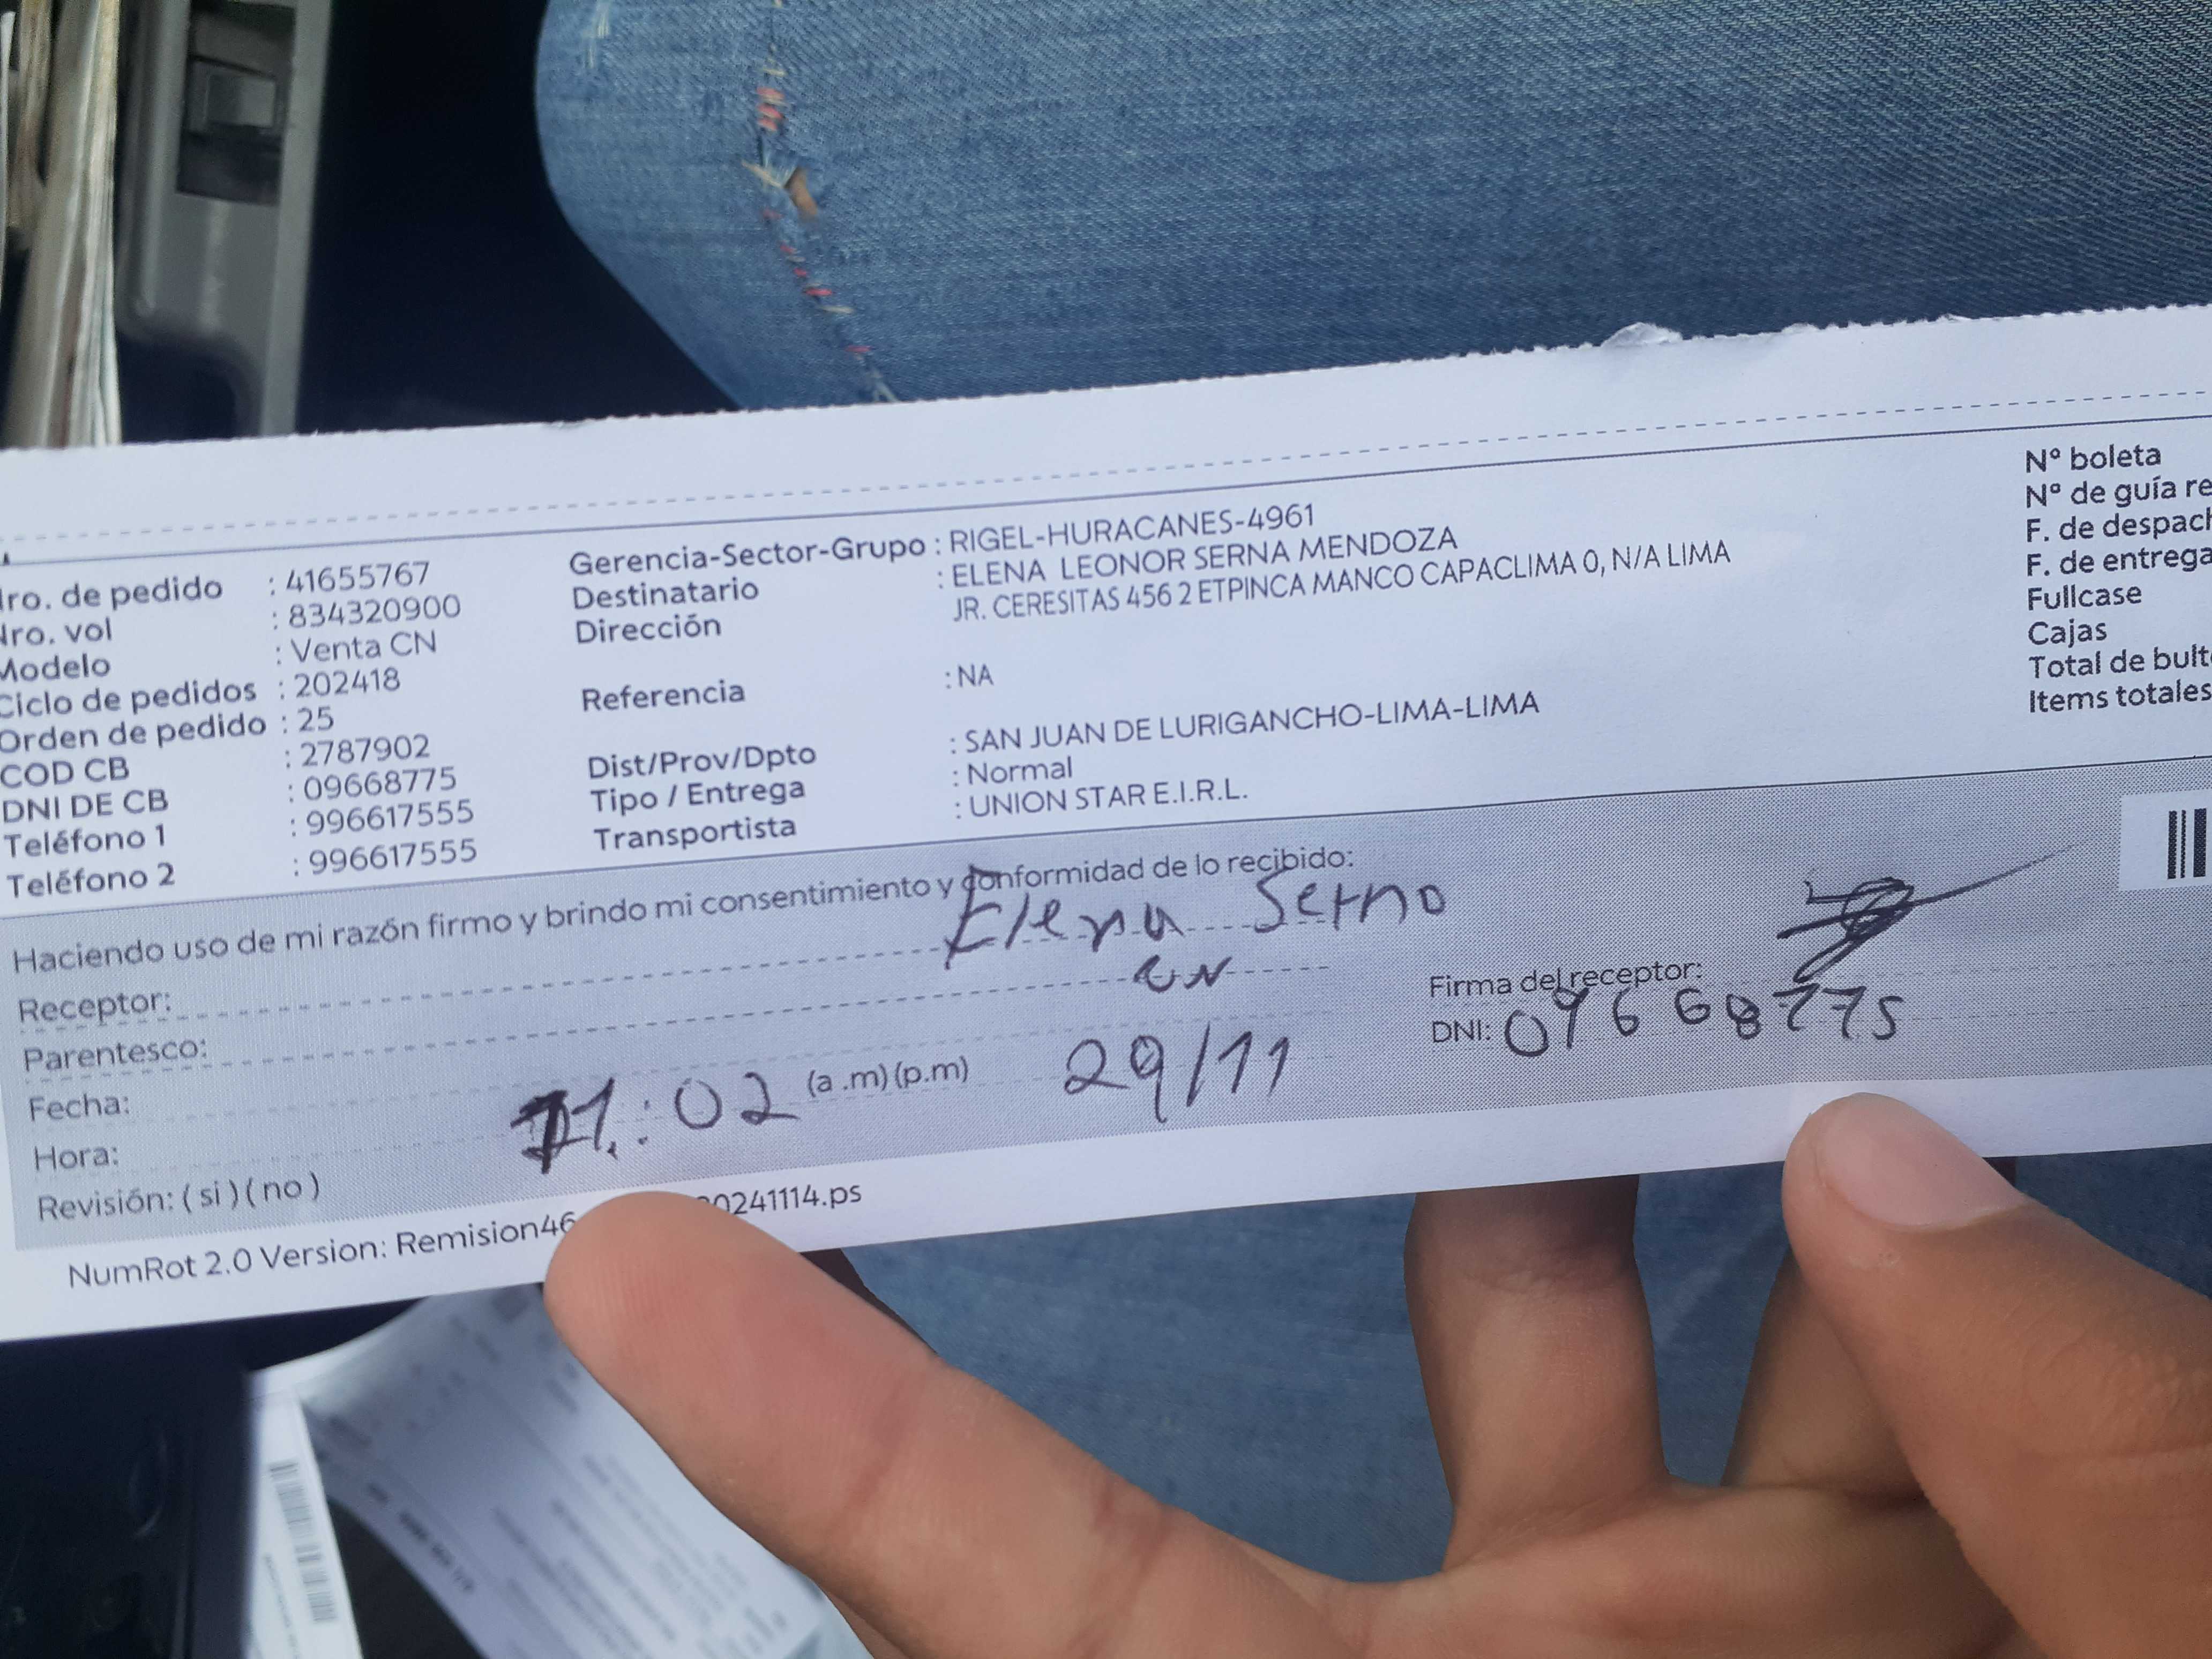 Nro. de pedido : 41655767
Nro. vol : 834320900
Modelo : Venta CN
Ciclo de pedidos : 202418
Orden de pedido : 25
COD CB : 2787902
DNI DE CB : 09668775
Teléfono 1 : 996617555
Teléfono 2 : 996617555
Gerencia-Sector-Grupo : RIGEL-HURACANES-4961
Destinatario : ELENA LEONOR SERNA MENDOZA
Dirección JR. CERESITAS 456 2 ETPINCA MANCO CAPACLIMA 0, N/A LIMA
Referencia : NA
Dist/Prov/Dpto : SAN JUAN DE LURIGANCHO-LIMA-LIMA
Tipo / Entrega : Normal
Transportista : UNION STAR E.I.R.L.
Nº boleta
Nº de guía re
F. de despach
F. de entrega
Fullcase
Cajas
Total de bult
Items totales
Haciendo uso de mi razón firmo y brindo mi consentimiento y conformidad de lo recibido:
Receptor: Elena Serna
Parentesco: CN
Fecha: 29/11
Hora: 11:02 (a .m) (p.m)
Revisión: ( si ) ( no )
Firma del receptor:
DNI: 09668775
NumRot 2.0 Version: Remision46 20241114.ps